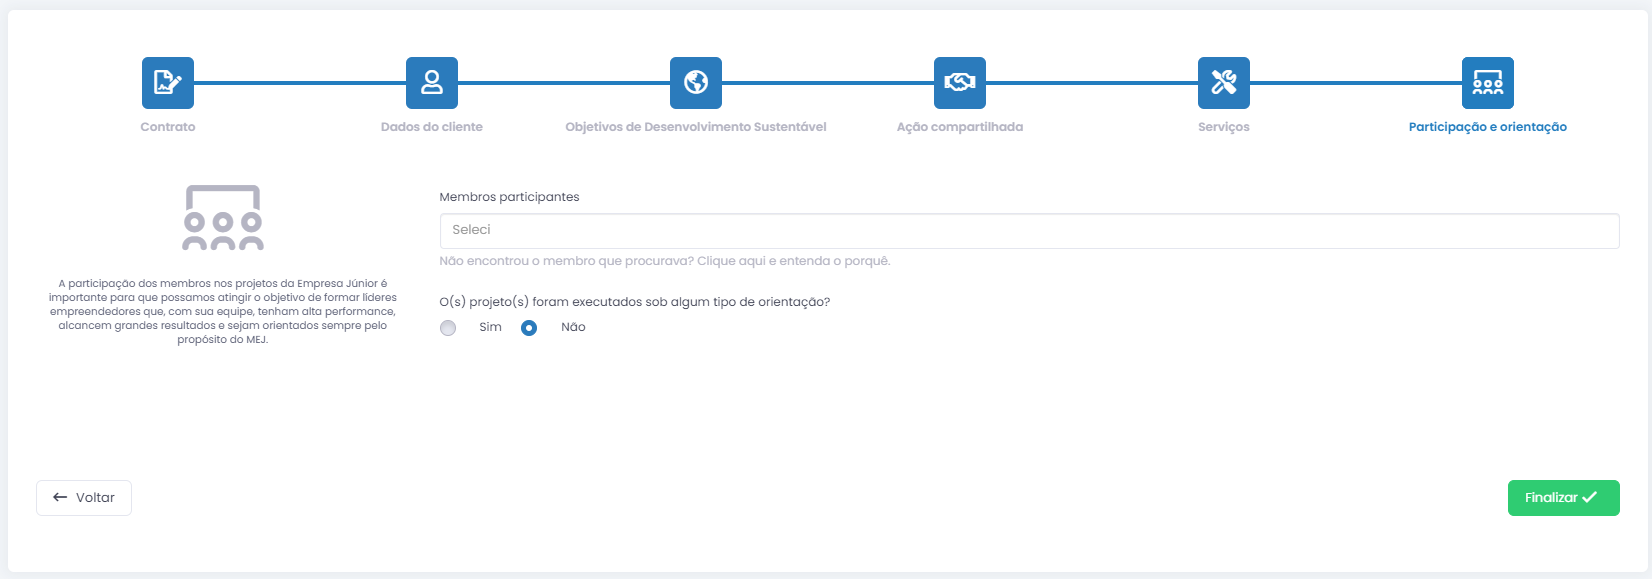 Contrato
Dados do cliente
Objetivos de Desenvolvimento Sustentável
Ação compartilhada
Serviços
Participação e orientação
A participação dos membros nos projetos da Empresa Júnior é
importante para que possamos atingir o objetivo de formar líderes
empreendedores que, com sua equipe, tenham alta performance,
alcancem grandes resultados e sejam orientados sempre pelo
propósito do MEJ.
Membros participantes
Seleci
Não encontrou o membro que procurava? Clique aqui e entenda o porquê.
O(s) projeto(s) foram executados sob algum tipo de orientação?
Sim Não
Voltar
Finalizar